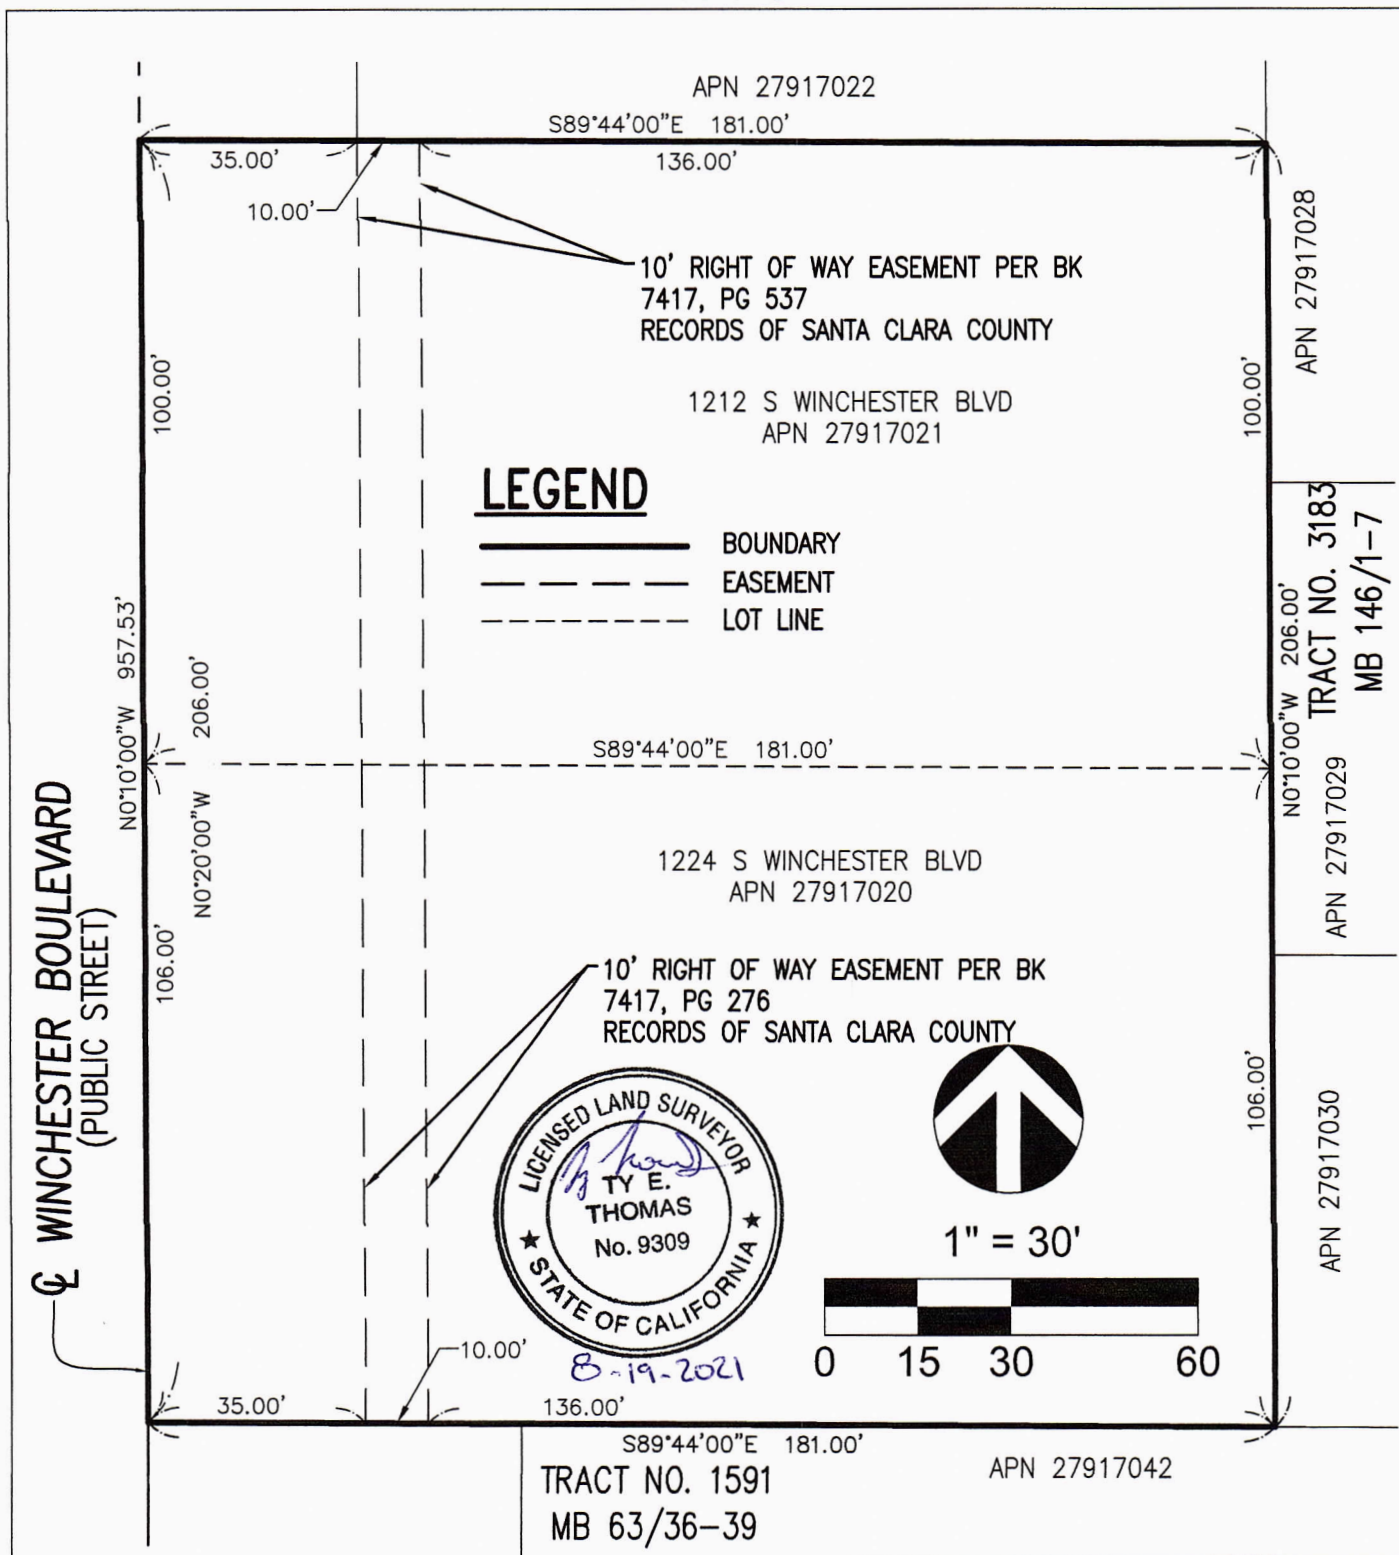 APN 27917022
S89°44'00"E 181.00'
35.00'
136.00'
10.00'
10' RIGHT OF WAY EASEMENT PER BK
7417, PG 537
RECORDS OF SANTA CLARA COUNTY
APN 27917028
100.00'
1212 S WINCHESTER BLVD
APN 27917021
100.00'
LEGEND
BOUNDARY
EASEMENT
LOT LINE
TRACT NO. 3183
MB 146/1-7
N0°10'00"W 957.53'
206.00'
N0°20'00"W
S89°44'00"E 181.00'
N0°10'00"W 206.00'
APN 27917029
℄ WINCHESTER BOULEVARD
(PUBLIC STREET)
1224 S WINCHESTER BLVD
APN 27917020
106.00'
10' RIGHT OF WAY EASEMENT PER BK
7417, PG 276
RECORDS OF SANTA CLARA COUNTY
106.00'
APN 27917030
LICENSED LAND SURVEYOR
TY E.
THOMAS
No. 9309
STATE OF CALIFORNIA
8-19-2021
1" = 30'
0 15 30 60
10.00'
35.00'
136.00'
S89°44'00"E 181.00'
TRACT NO. 1591
MB 63/36-39
APN 27917042